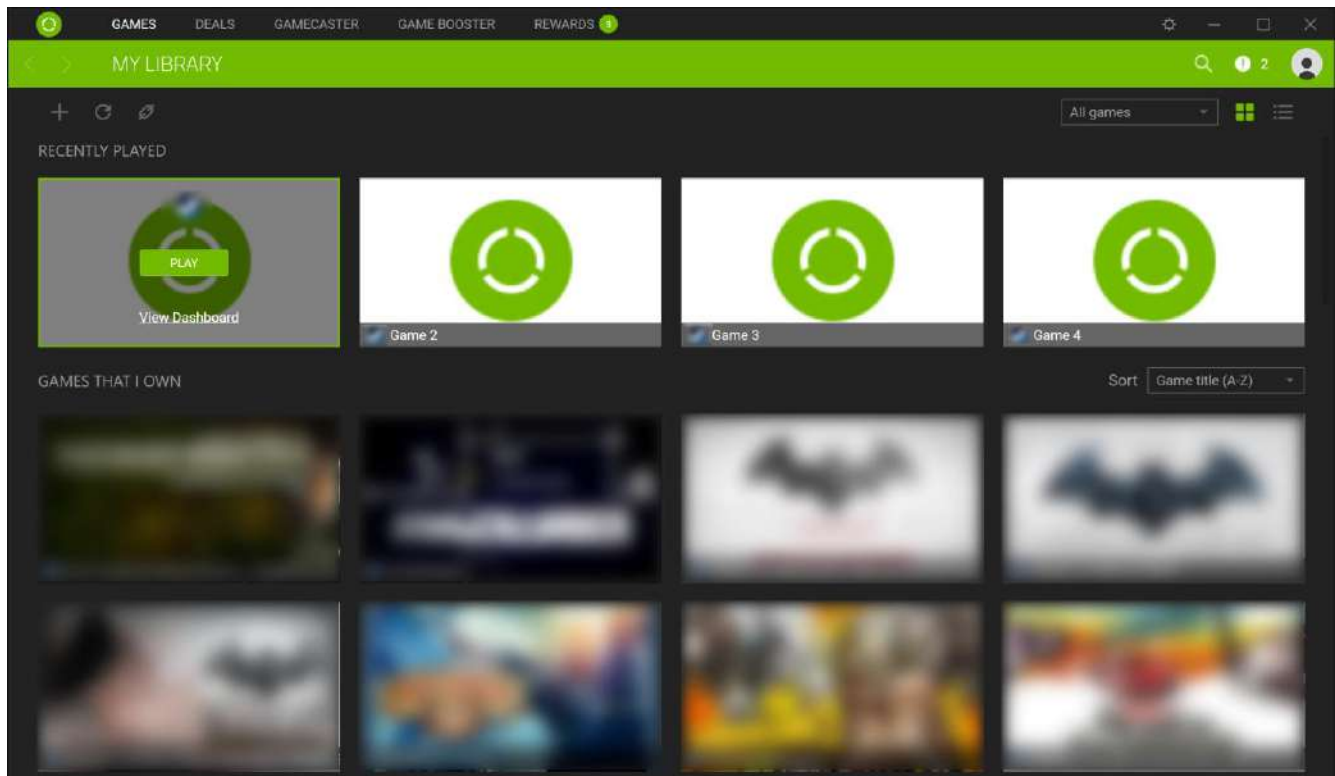 GAMES DEALS GAMECASTER GAME BOOSTER REWARDS
MY LIBRARY 2
All games
RECENTLY PLAYED
PLAY
View Dashboard
Game 2 Game 3 Game 4
GAMES THAT I OWN Sort Game title (A-Z)